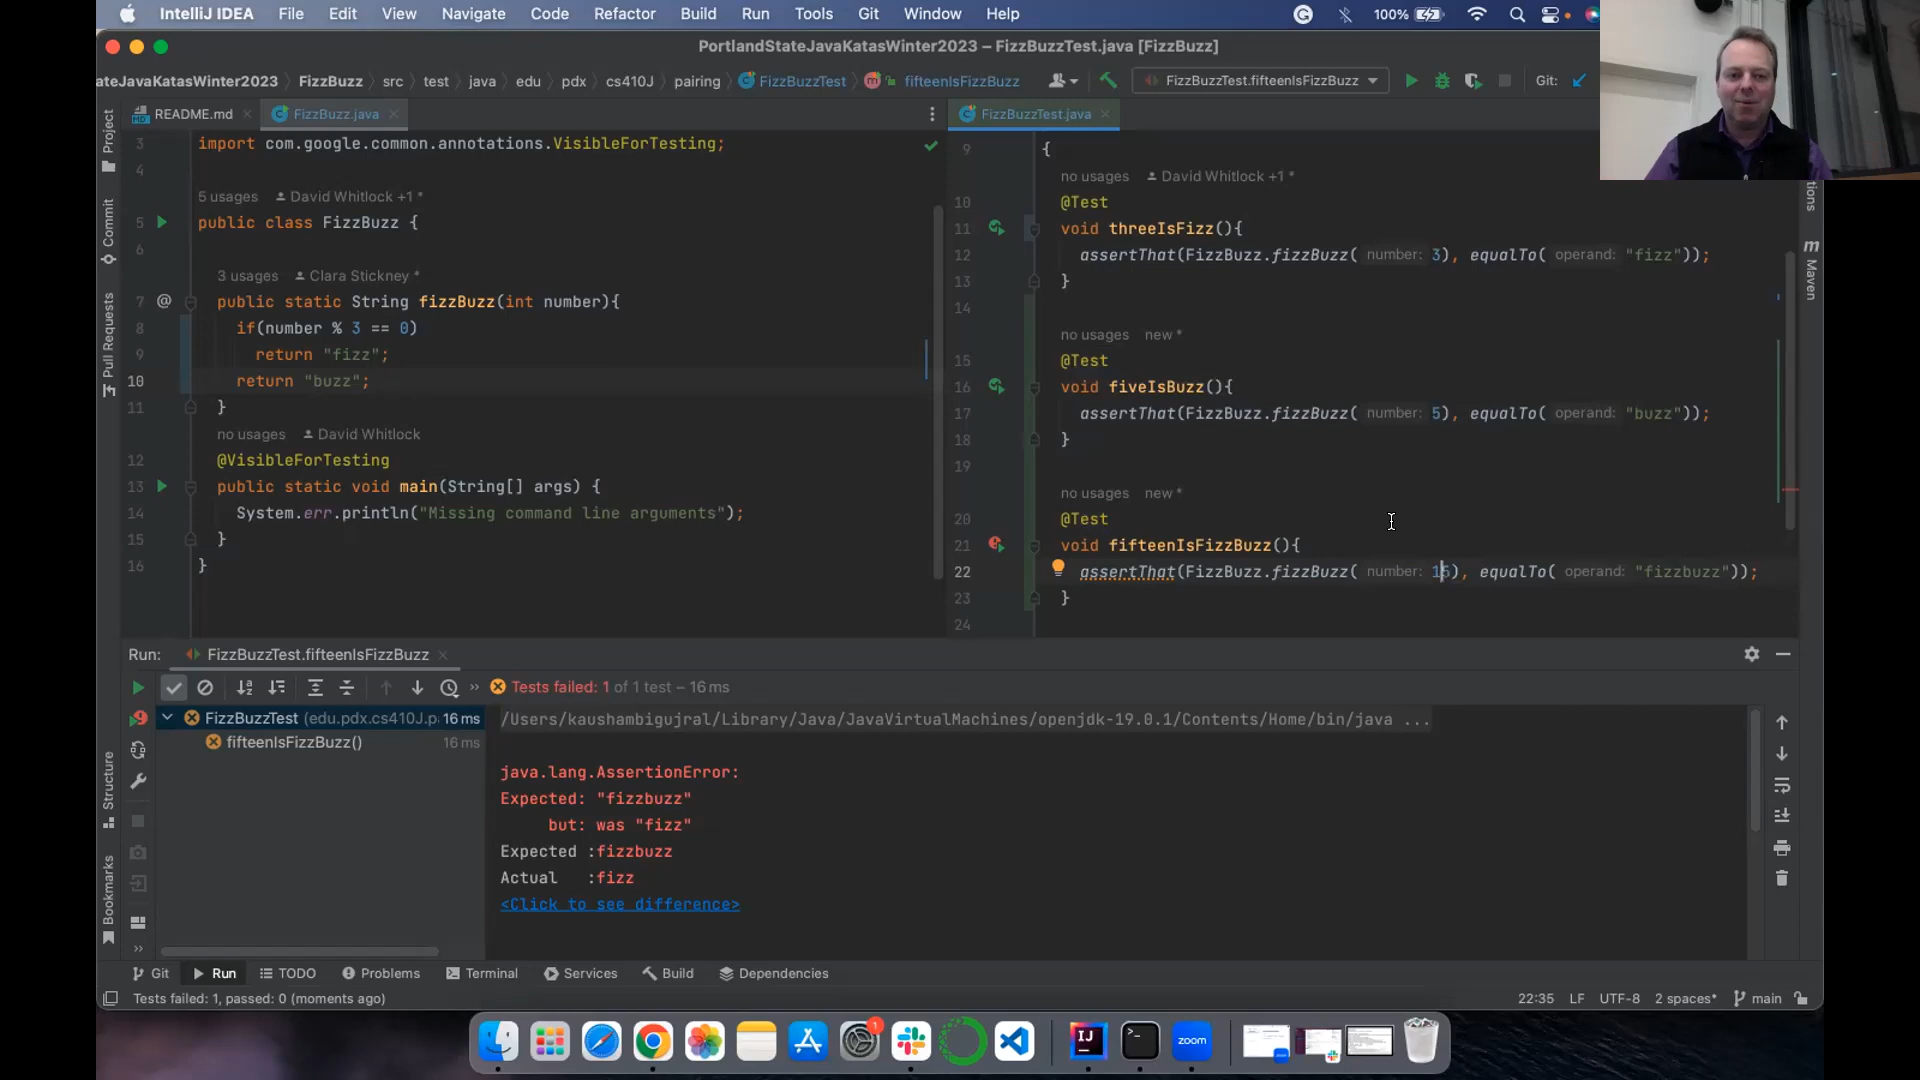 IntelliJ IDEA File Edit View Navigate Code Refactor Build Run Tools Git Window Help 100%
PortlandStateJavaKatasWinter2023 – FizzBuzzTest.java [FizzBuzz]
ateJavaKatasWinter2023 FizzBuzz src test java edu pdx cs410J pairing FizzBuzzTest fifteenIsFizzBuzz FizzBuzzTest.fifteenIsFizzBuzz Git:
README.md FizzBuzz.java
3 import com.google.common.annotations.VisibleForTesting;
4
5 usages David Whitlock +1 *
5 public class FizzBuzz {
6
3 usages Clara Stickney *
7 @ public static String fizzBuzz(int number){
8 if(number % 3 == 0)
9 return "fizz";
10 return "buzz";
11 }
no usages David Whitlock
12 @VisibleForTesting
13 public static void main(String[] args) {
14 System.err.println("Missing command line arguments");
15 }
16 }
FizzBuzzTest.java
9 {
no usages David Whitlock +1 *
10 @Test
11 void threeIsFizz(){
12 assertThat(FizzBuzz.fizzBuzz( number: 3), equalTo( operand: "fizz"));
13 }
14
no usages new *
15 @Test
16 void fiveIsBuzz(){
17 assertThat(FizzBuzz.fizzBuzz( number: 5), equalTo( operand: "buzz"));
18 }
19
no usages new *
20 @Test
21 void fifteenIsFizzBuzz(){
22 assertThat(FizzBuzz.fizzBuzz( number: 15), equalTo( operand: "fizzbuzz"));
23 }
24
Project
Commit
Pull Requests
Structure
Bookmarks
tions
m Maven
Run: FizzBuzzTest.fifteenIsFizzBuzz
Tests failed: 1 of 1 test – 16 ms
FizzBuzzTest (edu.pdx.cs410J.p 16 ms
fifteenIsFizzBuzz() 16 ms
/Users/kaushambigujral/Library/Java/JavaVirtualMachines/openjdk-19.0.1/Contents/Home/bin/java ...
java.lang.AssertionError:
Expected: "fizzbuzz"
but: was "fizz"
Expected :fizzbuzz
Actual :fizz
<Click to see difference>
Git Run TODO Problems Terminal Services Build Dependencies
Tests failed: 1, passed: 0 (moments ago) 22:35 LF UTF-8 2 spaces* main
1
IJ
zoom